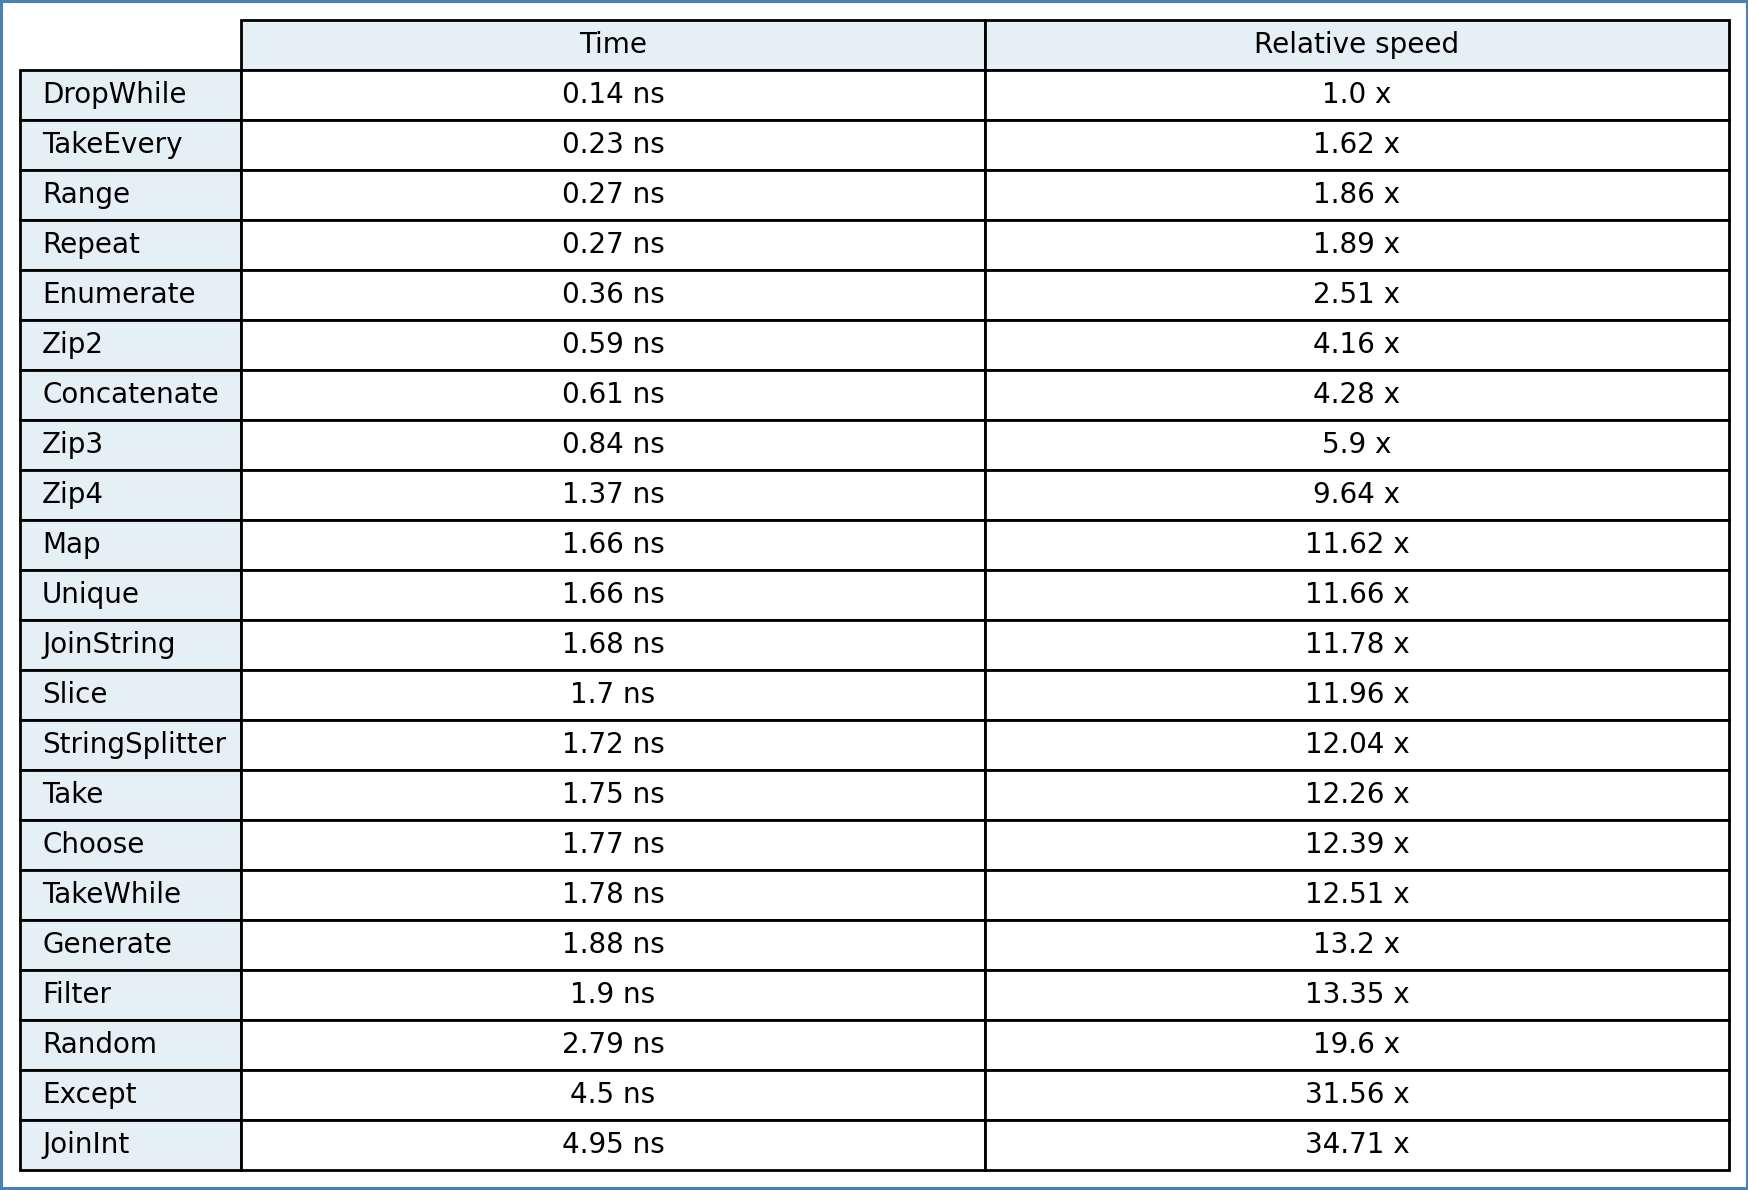 Time Relative speed
DropWhile 0.14 ns 1.0 x
TakeEvery 0.23 ns 1.62 x
Range 0.27 ns 1.86 x
Repeat 0.27 ns 1.89 x
Enumerate 0.36 ns 2.51 x
Zip2 0.59 ns 4.16 x
Concatenate 0.61 ns 4.28 x
Zip3 0.84 ns 5.9 x
Zip4 1.37 ns 9.64 x
Map 1.66 ns 11.62 x
Unique 1.66 ns 11.66 x
JoinString 1.68 ns 11.78 x
Slice 1.7 ns 11.96 x
StringSplitter 1.72 ns 12.04 x
Take 1.75 ns 12.26 x
Choose 1.77 ns 12.39 x
TakeWhile 1.78 ns 12.51 x
Generate 1.88 ns 13.2 x
Filter 1.9 ns 13.35 x
Random 2.79 ns 19.6 x
Except 4.5 ns 31.56 x
JoinInt 4.95 ns 34.71 x